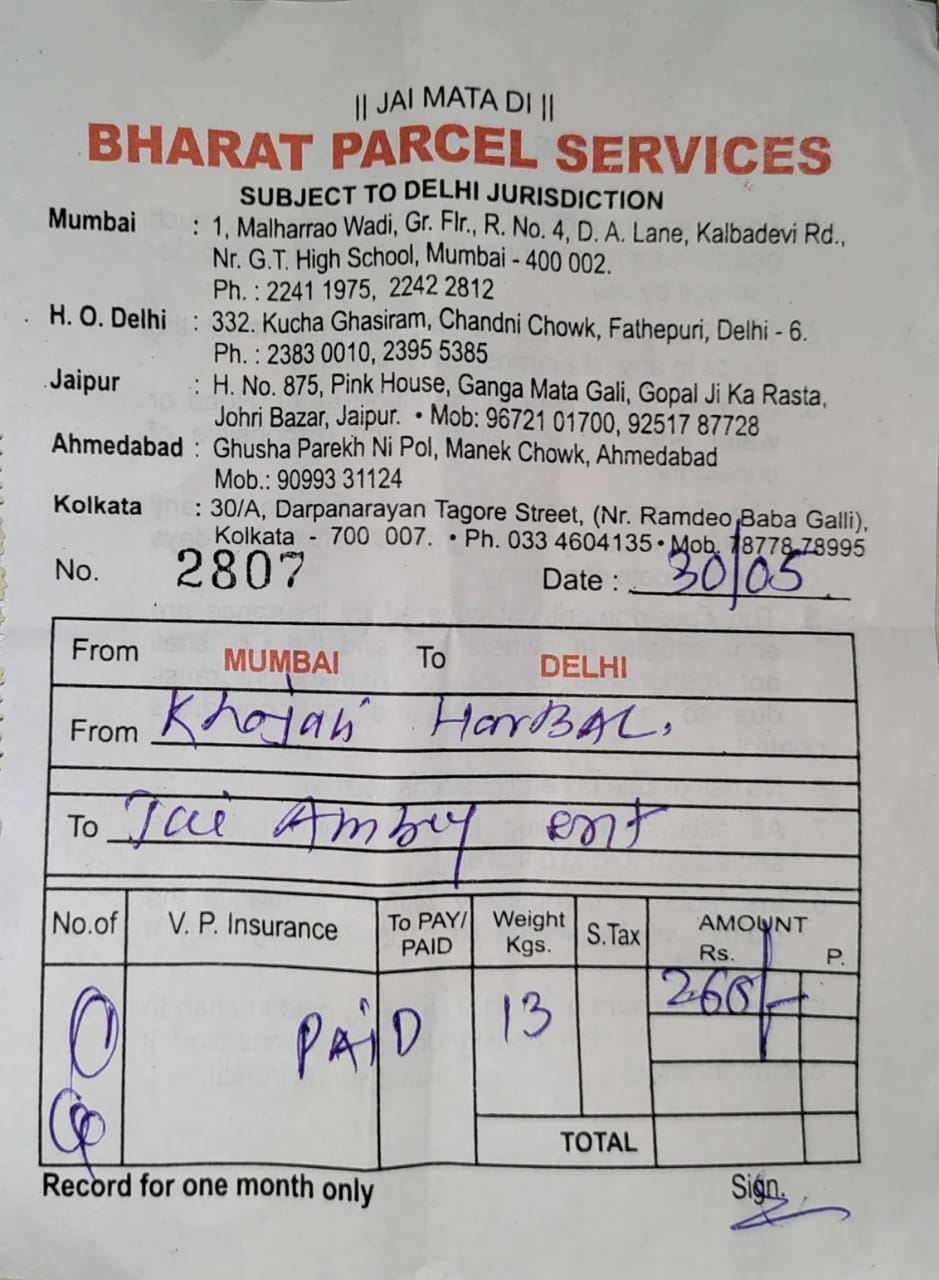 || JAI MATA DI ||
BHARAT PARCEL SERVICES
SUBJECT TO DELHI JURISDICTION
Mumbai : 1, Malharrao Wadi, Gr. Flr., R. No. 4, D. A. Lane, Kalbadevi Rd.,
Nr. G.T. High School, Mumbai - 400 002.
Ph. : 2241 1975, 2242 2812
H. O. Delhi : 332. Kucha Ghasiram, Chandni Chowk, Fathepuri, Delhi - 6.
Ph. : 2383 0010, 2395 5385
Jaipur : H. No. 875, Pink House, Ganga Mata Gali, Gopal Ji Ka Rasta,
Johri Bazar, Jaipur. • Mob: 96721 01700, 92517 87728
Ahmedabad : Ghusha Parekh Ni Pol, Manek Chowk, Ahmedabad
Mob.: 90993 31124
Kolkata : 30/A, Darpanarayan Tagore Street, (Nr. Ramdeo Baba Galli),
Kolkata - 700 007. • Ph. 033 4604135 • Mob. 78778 78995
No. 2807 Date : 30/05
From MUMBAI To DELHI
From Khojati HarBAL.
To Jai Ambey ent
No.of V. P. Insurance To PAY/ PAID Weight Kgs. S.Tax AMOUNT Rs. P.
PAiD 13 260/-
TOTAL
Record for one month only Sign.